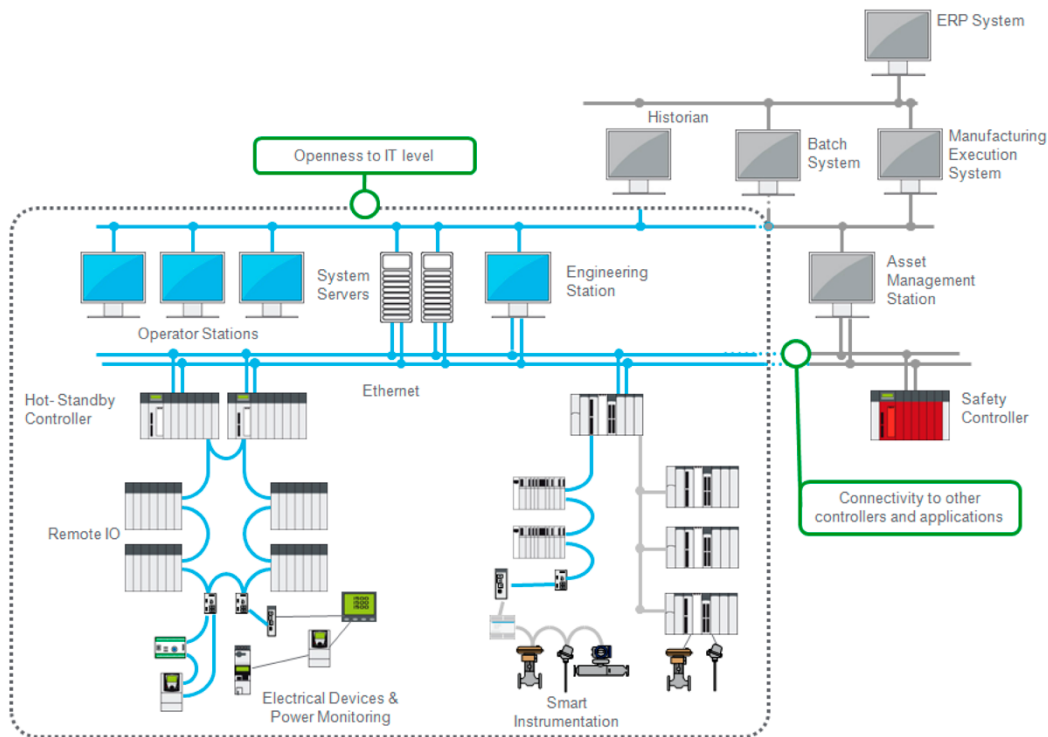 ERP System
Historian
Batch
System
Manufacturing
Execution
System
Openness to IT level
System
Servers
Engineering
Station
Asset
Management
Station
Operator Stations
Ethernet
Hot- Standby
Controller
Safety
Controller
Connectivity to other
controllers and applications
Remote IO
Electrical Devices &
Power Monitoring
Smart
Instrumentation